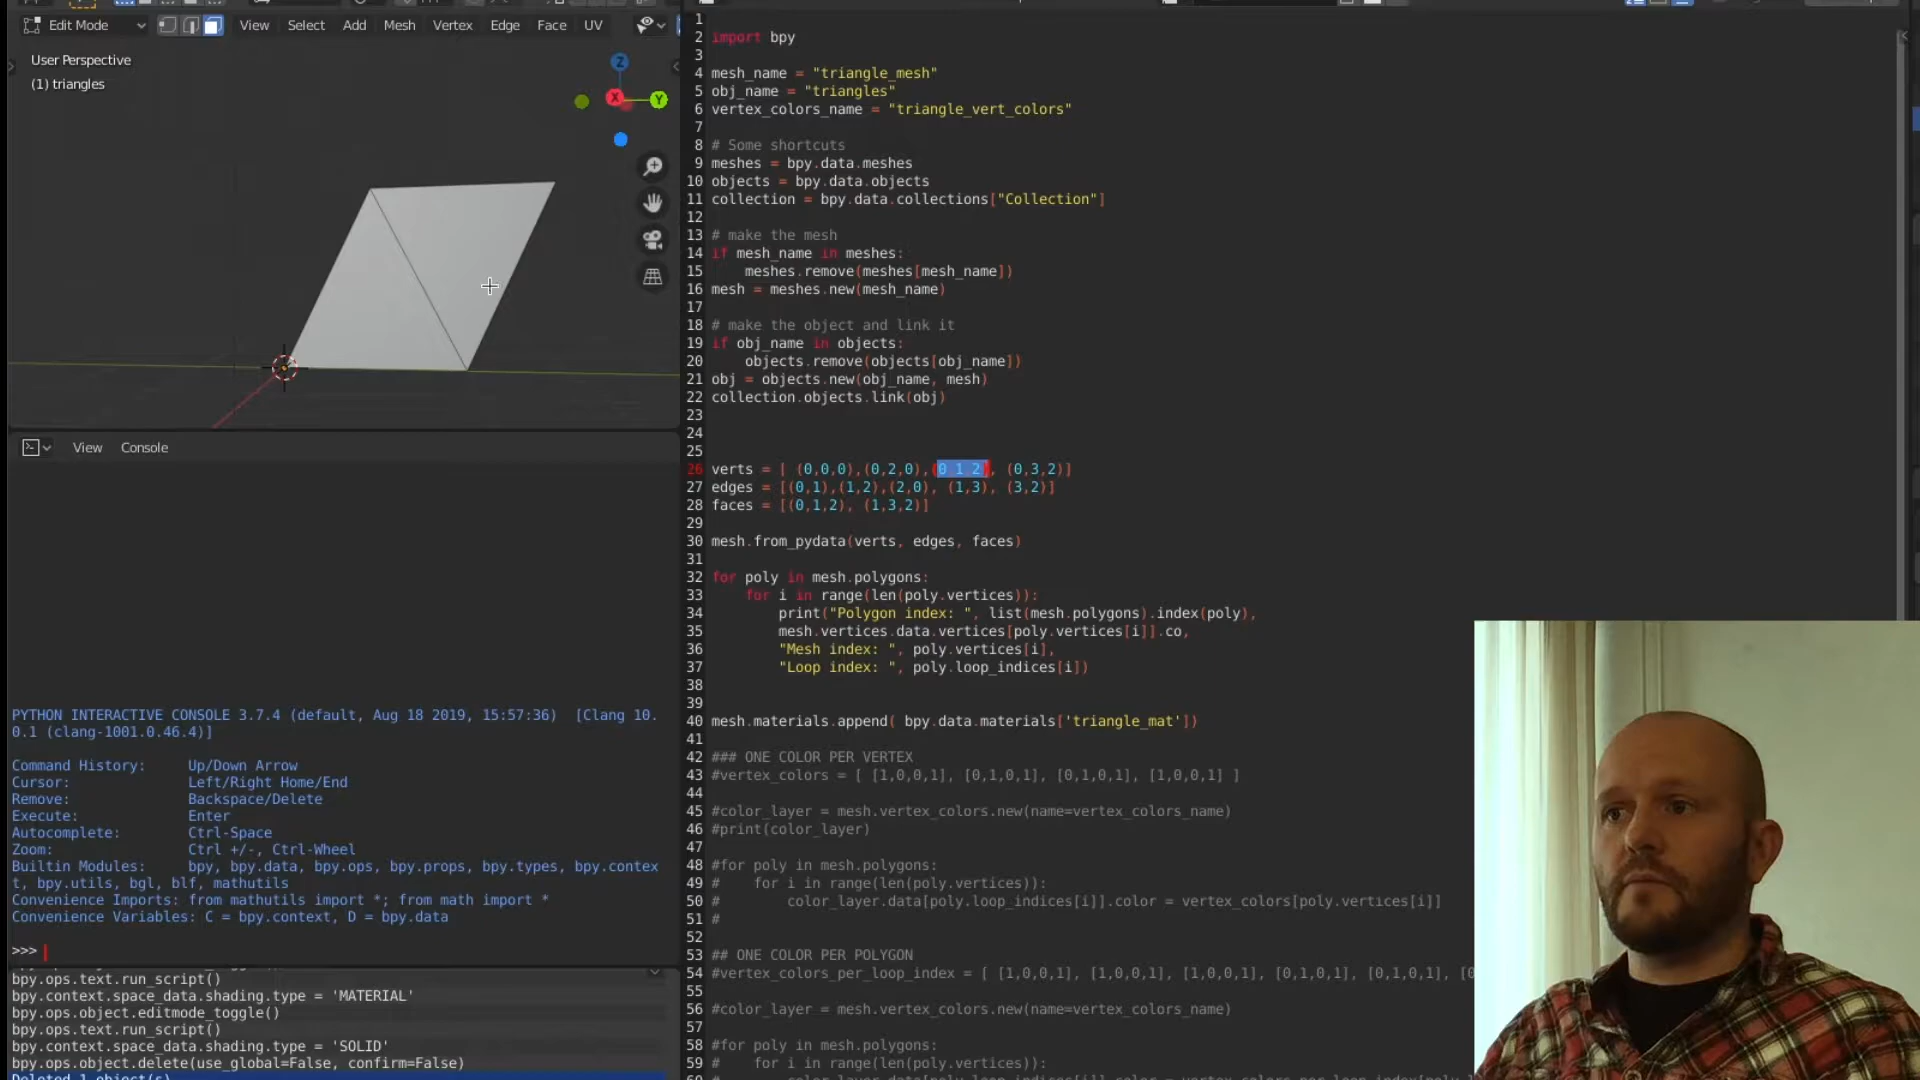 Edit Mode View Select Add Mesh Vertex Edge Face UV
User Perspective
(1) triangles
Z
X
Y
View Console
PYTHON INTERACTIVE CONSOLE 3.7.4 (default, Aug 18 2019, 15:57:36) [Clang 10.
0.1 (clang-1001.0.46.4)]
Command History: Up/Down Arrow
Cursor: Left/Right Home/End
Remove: Backspace/Delete
Execute: Enter
Autocomplete: Ctrl-Space
Zoom: Ctrl +/-, Ctrl-Wheel
Builtin Modules: bpy, bpy.data, bpy.ops, bpy.props, bpy.types, bpy.contex
t, bpy.utils, bgl, blf, mathutils
Convenience Imports: from mathutils import *; from math import *
Convenience Variables: C = bpy.context, D = bpy.data
>>>
bpy.ops.text.run_script()
bpy.context.space_data.shading.type = 'MATERIAL'
bpy.ops.object.editmode_toggle()
bpy.ops.text.run_script()
bpy.context.space_data.shading.type = 'SOLID'
bpy.ops.object.delete(use_global=False, confirm=False)
Deleted 1 object(s)
1
2 import bpy
3
4 mesh_name = "triangle_mesh"
5 obj_name = "triangles"
6 vertex_colors_name = "triangle_vert_colors"
7
8 # Some shortcuts
9 meshes = bpy.data.meshes
10 objects = bpy.data.objects
11 collection = bpy.data.collections["Collection"]
12
13 # make the mesh
14 if mesh_name in meshes:
15 meshes.remove(meshes[mesh_name])
16 mesh = meshes.new(mesh_name)
17
18 # make the object and link it
19 if obj_name in objects:
20 objects.remove(objects[obj_name])
21 obj = objects.new(obj_name, mesh)
22 collection.objects.link(obj)
23
24
25
26 verts = [ (0,0,0),(0,2,0),(0,1,2), (0,3,2)]
27 edges = [(0,1),(1,2),(2,0), (1,3), (3,2)]
28 faces = [(0,1,2), (1,3,2)]
29
30 mesh.from_pydata(verts, edges, faces)
31
32 for poly in mesh.polygons:
33 for i in range(len(poly.vertices)):
34 print("Polygon index: ", list(mesh.polygons).index(poly),
35 mesh.vertices.data.vertices[poly.vertices[i]].co,
36 "Mesh index: ", poly.vertices[i],
37 "Loop index: ", poly.loop_indices[i])
38
39
40 mesh.materials.append( bpy.data.materials['triangle_mat'])
41
42 ### ONE COLOR PER VERTEX
43 #vertex_colors = [ [1,0,0,1], [0,1,0,1], [0,1,0,1], [1,0,0,1] ]
44
45 #color_layer = mesh.vertex_colors.new(name=vertex_colors_name)
46 #print(color_layer)
47
48 #for poly in mesh.polygons:
49 # for i in range(len(poly.vertices)):
50 # color_layer.data[poly.loop_indices[i]].color = vertex_colors[poly.vertices[i]]
51 #
52
53 ## ONE COLOR PER POLYGON
54 #vertex_colors_per_loop_index = [ [1,0,0,1], [1,0,0,1], [1,0,0,1], [0,1,0,1], [0,1,0,1], [0
55
56 #color_layer = mesh.vertex_colors.new(name=vertex_colors_name)
57
58 #for poly in mesh.polygons:
59 # for i in range(len(poly.vertices)):